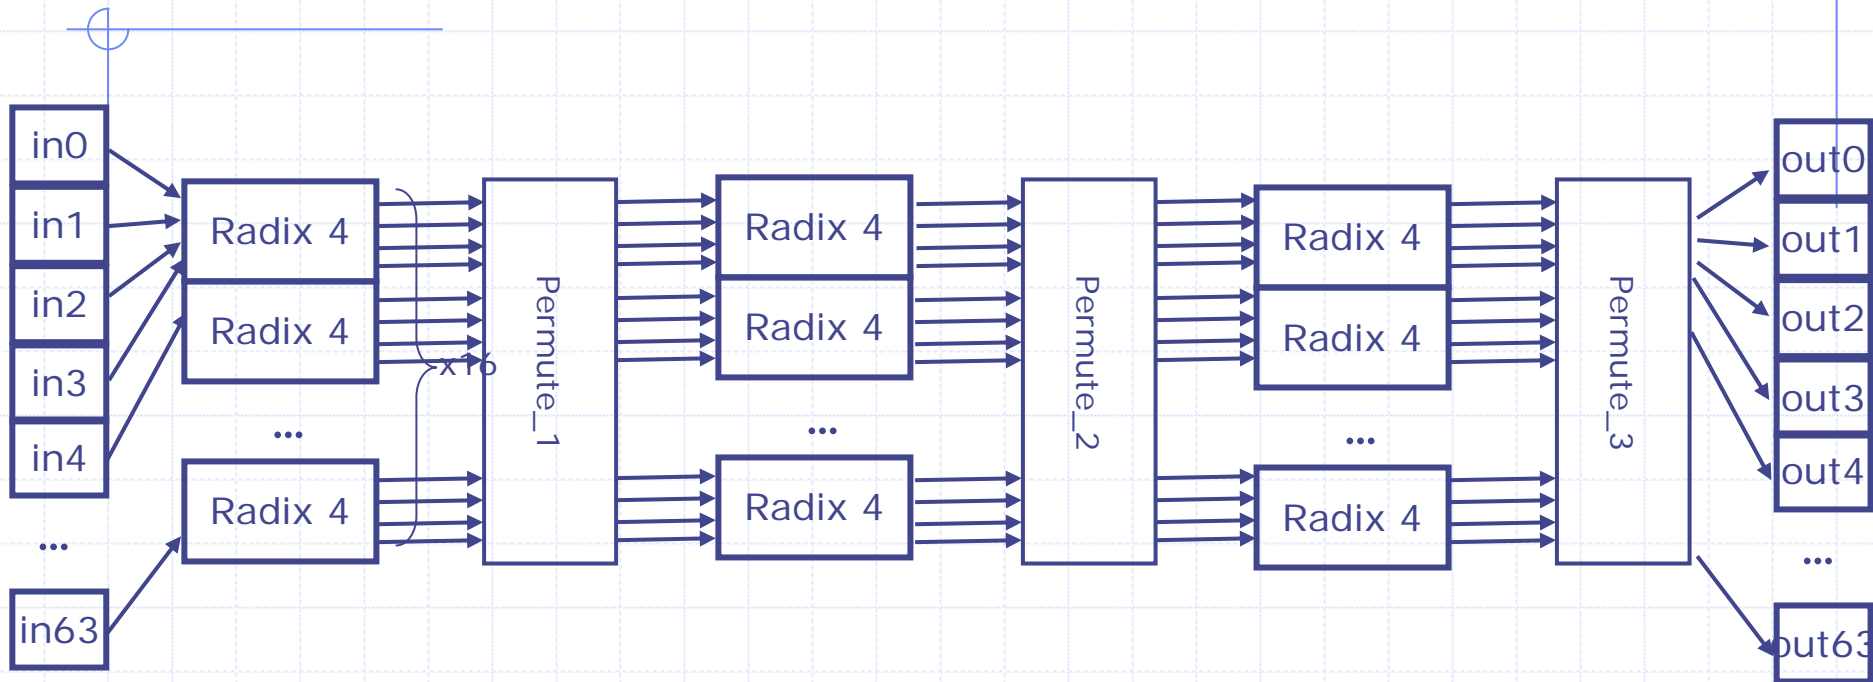 in0
in1
in2
in3
in4
...
in63
Radix 4
Radix 4
...
Radix 4
x16
Permute_1
Radix 4
Radix 4
...
Radix 4
Permute_2
Radix 4
Radix 4
...
Radix 4
Permute_3
out0
out1
out2
out3
out4
...
out63